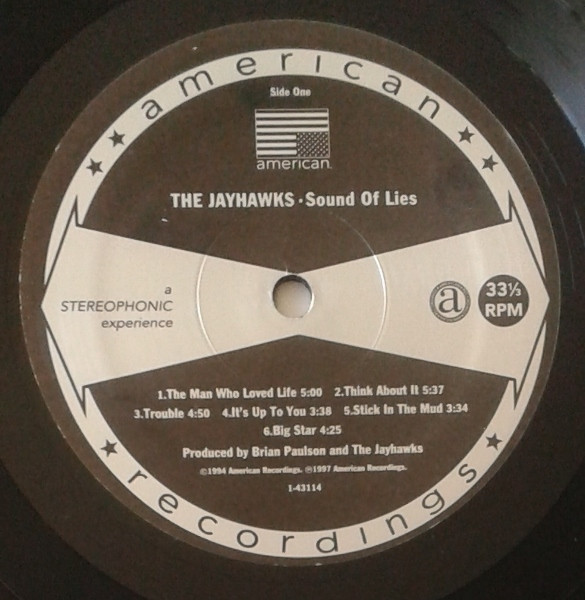 american
Side One
american
THE JAYHAWKS · Sound Of Lies
a
STEREOPHONIC
experience
a
33⅓
RPM
1.The Man Who Loved Life 5:00 2.Think About It 5:37
3.Trouble 4:50 4.It's Up To You 3:38 5.Stick In The Mud 3:34
6.Big Star 4:25
Produced by Brian Paulson and The Jayhawks
©1994 American Recordings. ℗1997 American Recordings.
1-43114
recordings